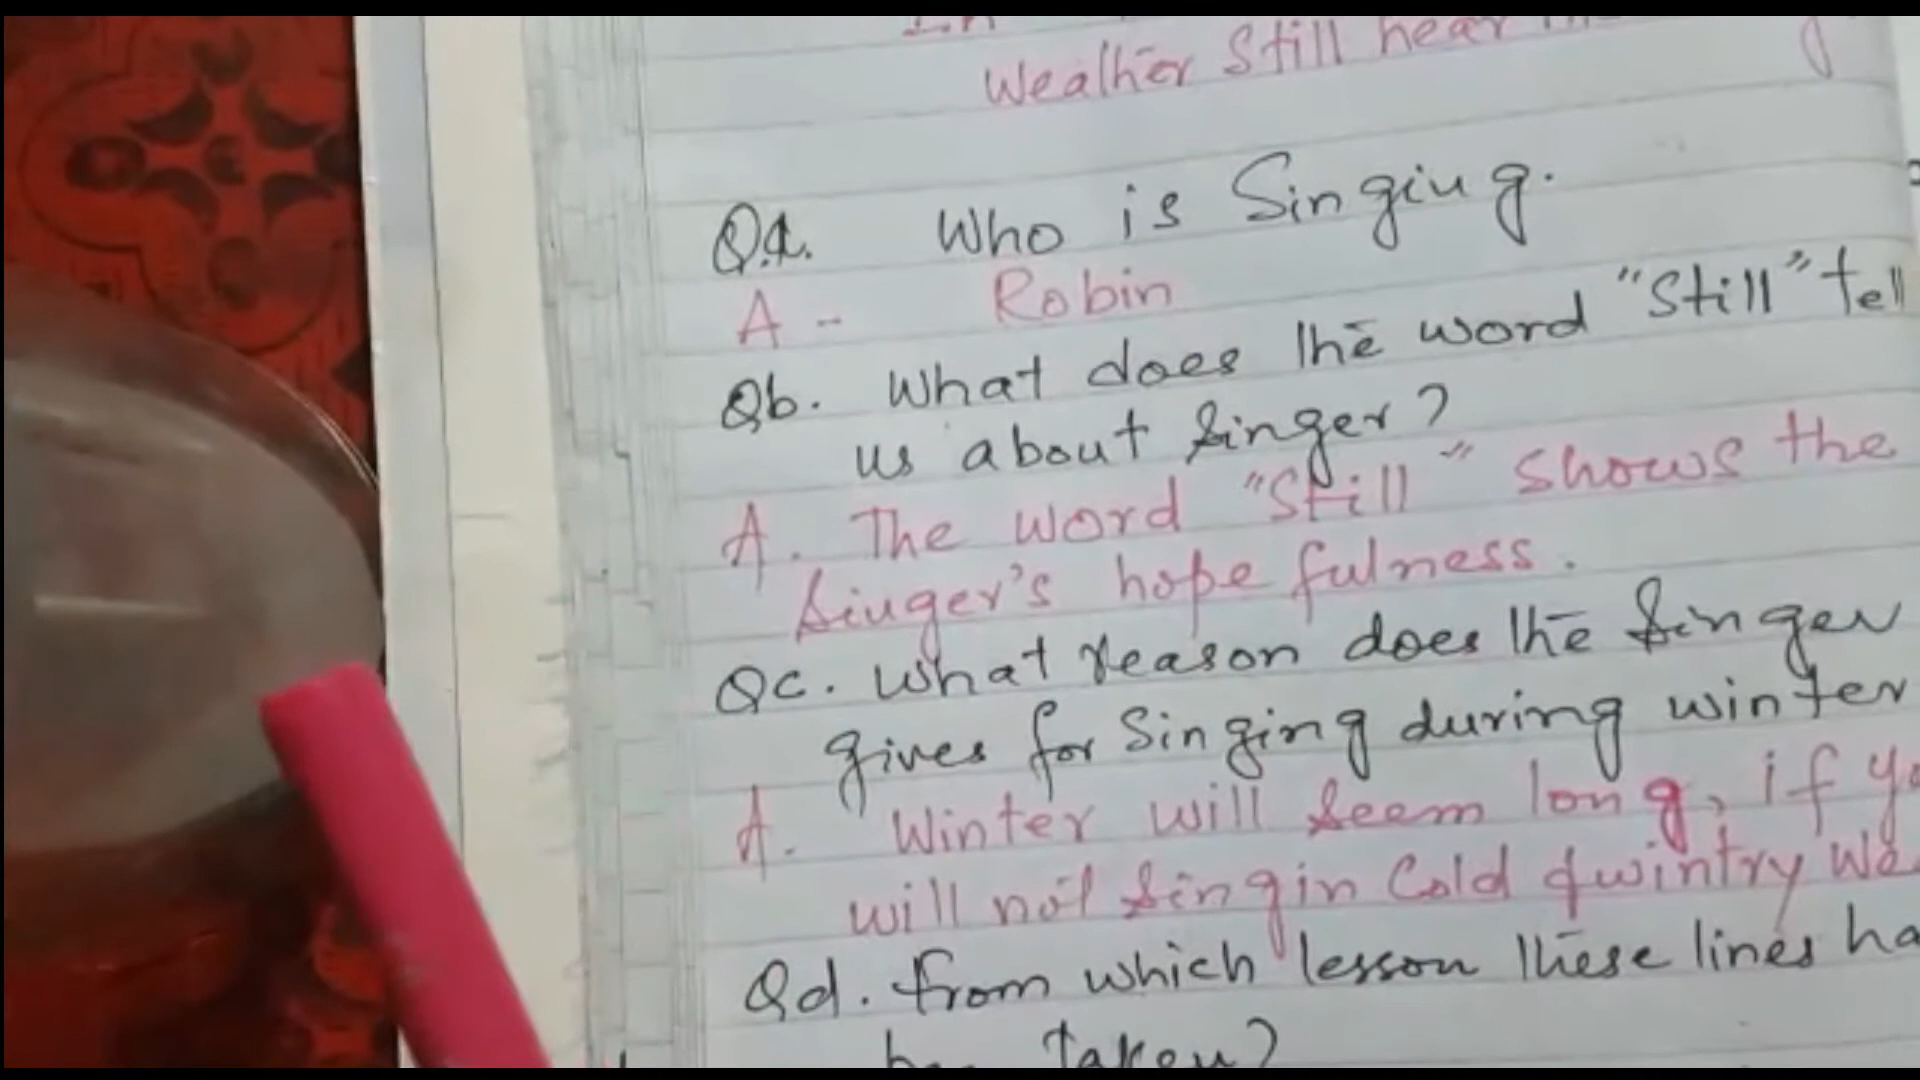 Weather Still hear
Q.a. Who is Singing.
A - Robin
Qb. What does the word "Still" tell
us about Singer?
A. The word "Still" shows the
Singer's hopefulness.
Qc. What reason does the Singer
gives for Singing during winter
A. Winter will Seem long, if
will not Sing in Cold & wintry
Qd. from which lesson these lines
taken?